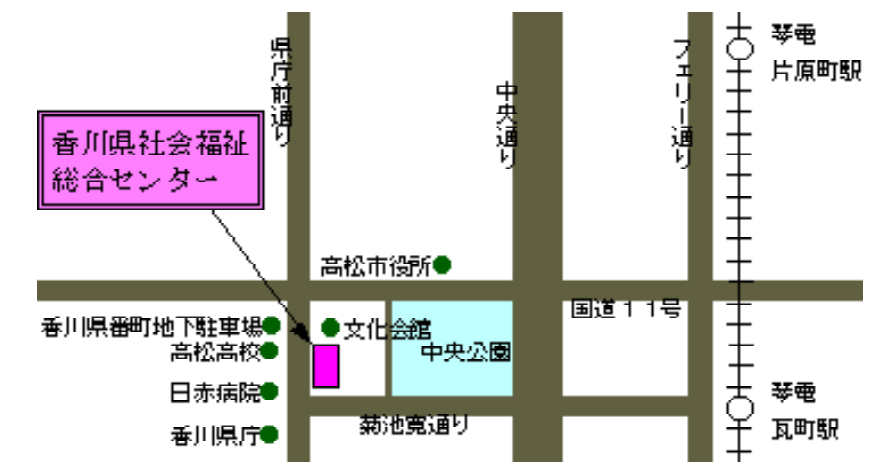 県庁前通り
中央通り
フェリー通り
琴電
片原町駅
香川県社会福祉
総合センター
高松市役所
国道11号
香川県番町地下駐車場
文化会館
高松高校
中央公園
日赤病院
琴電
瓦町駅
香川県庁
菊池寛通り